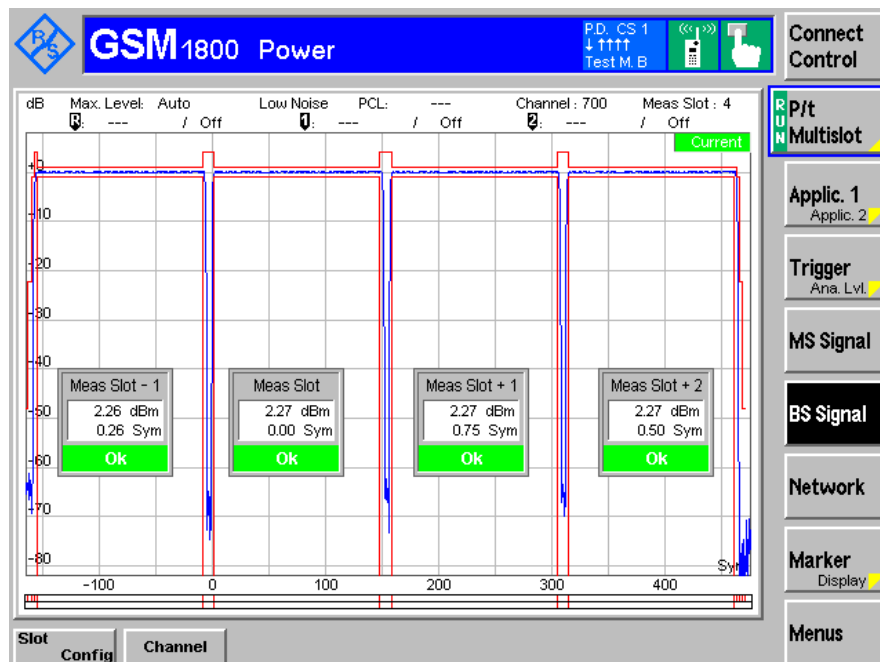 R/S
GSM 1800 Power
P.D. CS 1
↓ ↑↑↑↑
Test M. B
Connect
Control
dB Max. Level: Auto Low Noise PCL: --- Channel : 700 Meas Slot : 4
R: --- / Off 1: --- / Off 2: --- / Off
Current
RUN
P/t
Multislot
Applic. 1
Applic. 2
Trigger
Ana. Lvl.
MS Signal
BS Signal
Network
Marker
Display
Menus
+0
-10
-20
-30
-40
-50
-60
-70
-80
Meas Slot - 1
2.26 dBm
0.26 Sym
Ok
Meas Slot
2.27 dBm
0.00 Sym
Ok
Meas Slot + 1
2.27 dBm
0.75 Sym
Ok
Meas Slot + 2
2.27 dBm
0.50 Sym
Ok
-100 0 100 200 300 400
Slot
Config
Channel